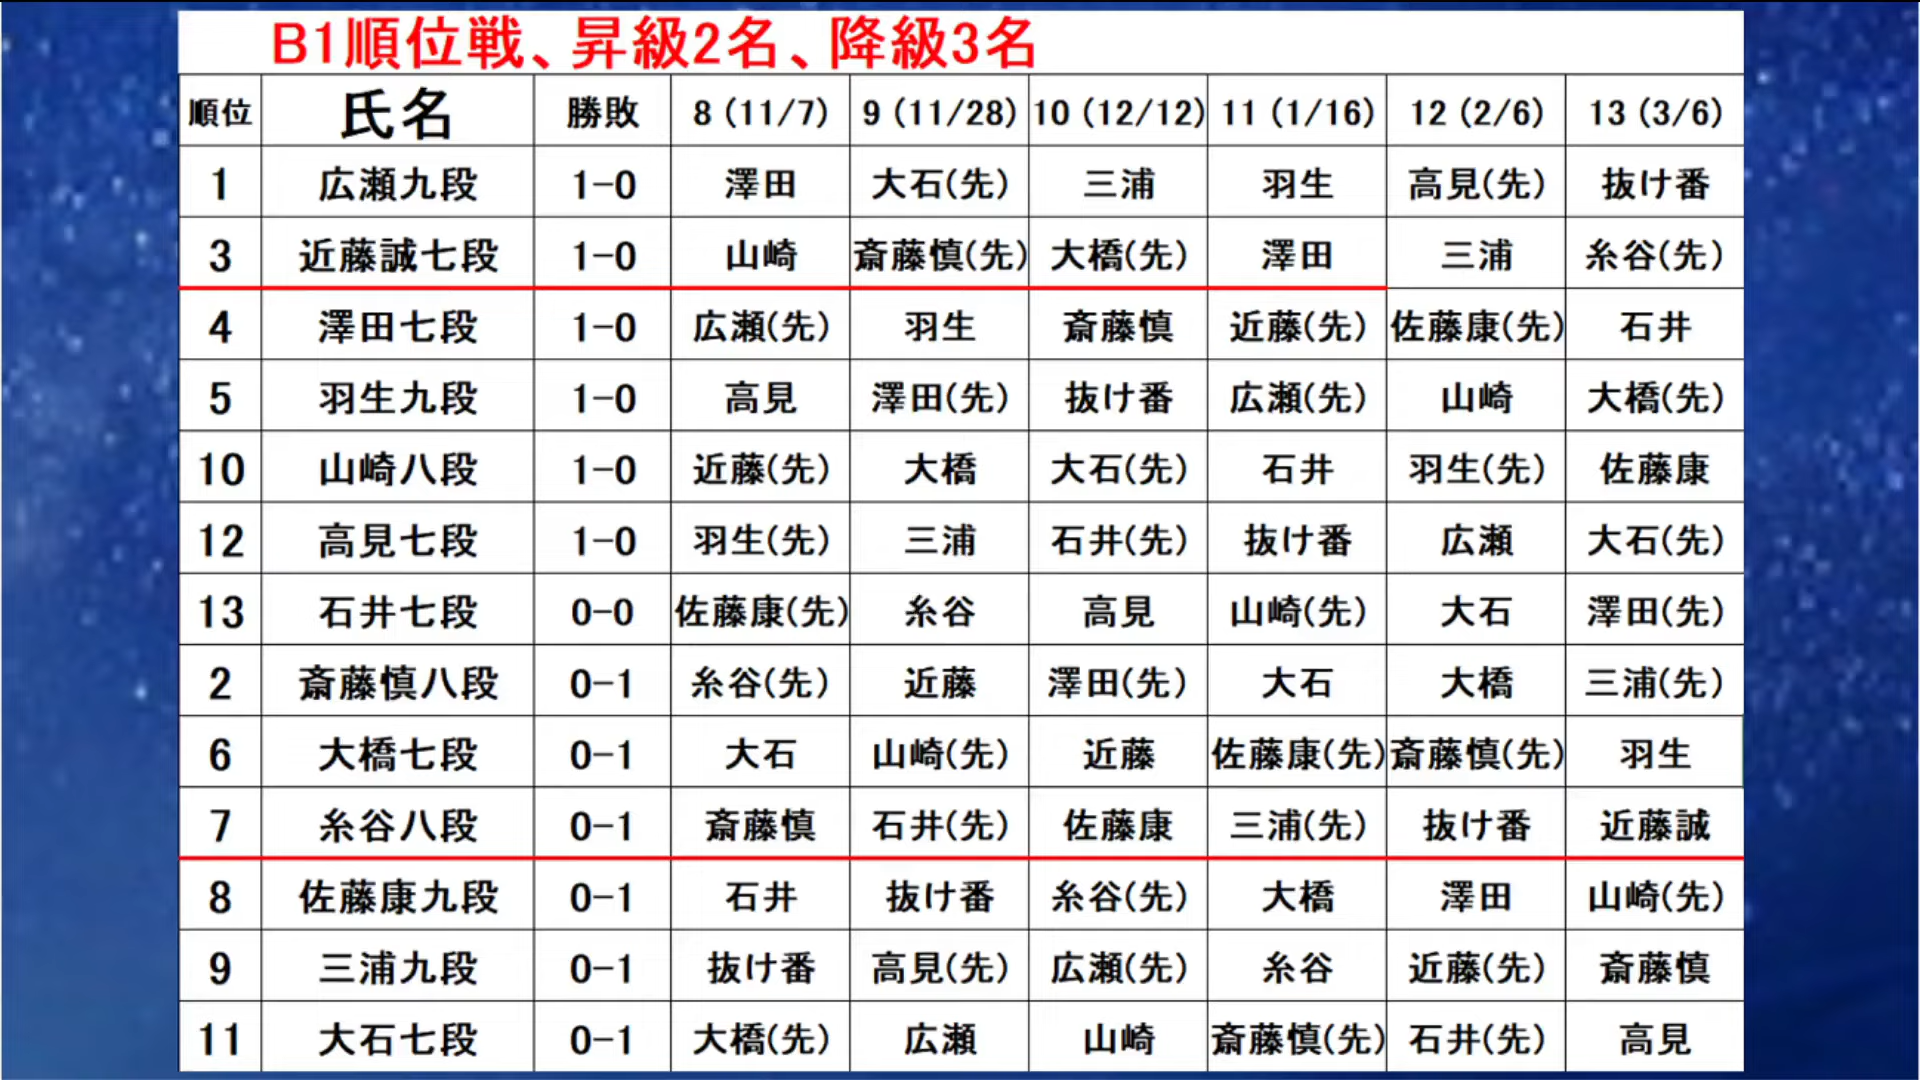 B1順位戦、昇級2名、降級3名
順位 氏名 勝敗 8(11/7) 9(11/28) 10(12/12) 11(1/16) 12(2/6) 13(3/6)
1 広瀬九段 1-0 澤田 大石(先) 三浦 羽生 高見(先) 抜け番
3 近藤誠七段 1-0 山崎 斎藤慎(先) 大橋(先) 澤田 三浦 糸谷(先)
4 澤田七段 1-0 広瀬(先) 羽生 斎藤慎 近藤(先) 佐藤康(先) 石井
5 羽生九段 1-0 高見 澤田(先) 抜け番 広瀬(先) 山崎 大橋(先)
10 山崎八段 1-0 近藤(先) 大橋 大石(先) 石井 羽生(先) 佐藤康
12 高見七段 1-0 羽生(先) 三浦 石井(先) 抜け番 広瀬 大石(先)
13 石井七段 0-0 佐藤康(先) 糸谷 高見 山崎(先) 大石 澤田(先)
2 斎藤慎八段 0-1 糸谷(先) 近藤 澤田(先) 大石 大橋 三浦(先)
6 大橋七段 0-1 大石 山崎(先) 近藤 佐藤康(先) 斎藤慎(先) 羽生
7 糸谷八段 0-1 斎藤慎 石井(先) 佐藤康 三浦(先) 抜け番 近藤誠
8 佐藤康九段 0-1 石井 抜け番 糸谷(先) 大橋 澤田 山崎(先)
9 三浦九段 0-1 抜け番 高見(先) 広瀬(先) 糸谷 近藤(先) 斎藤慎
11 大石七段 0-1 大橋(先) 広瀬 山崎 斎藤慎(先) 石井(先) 高見